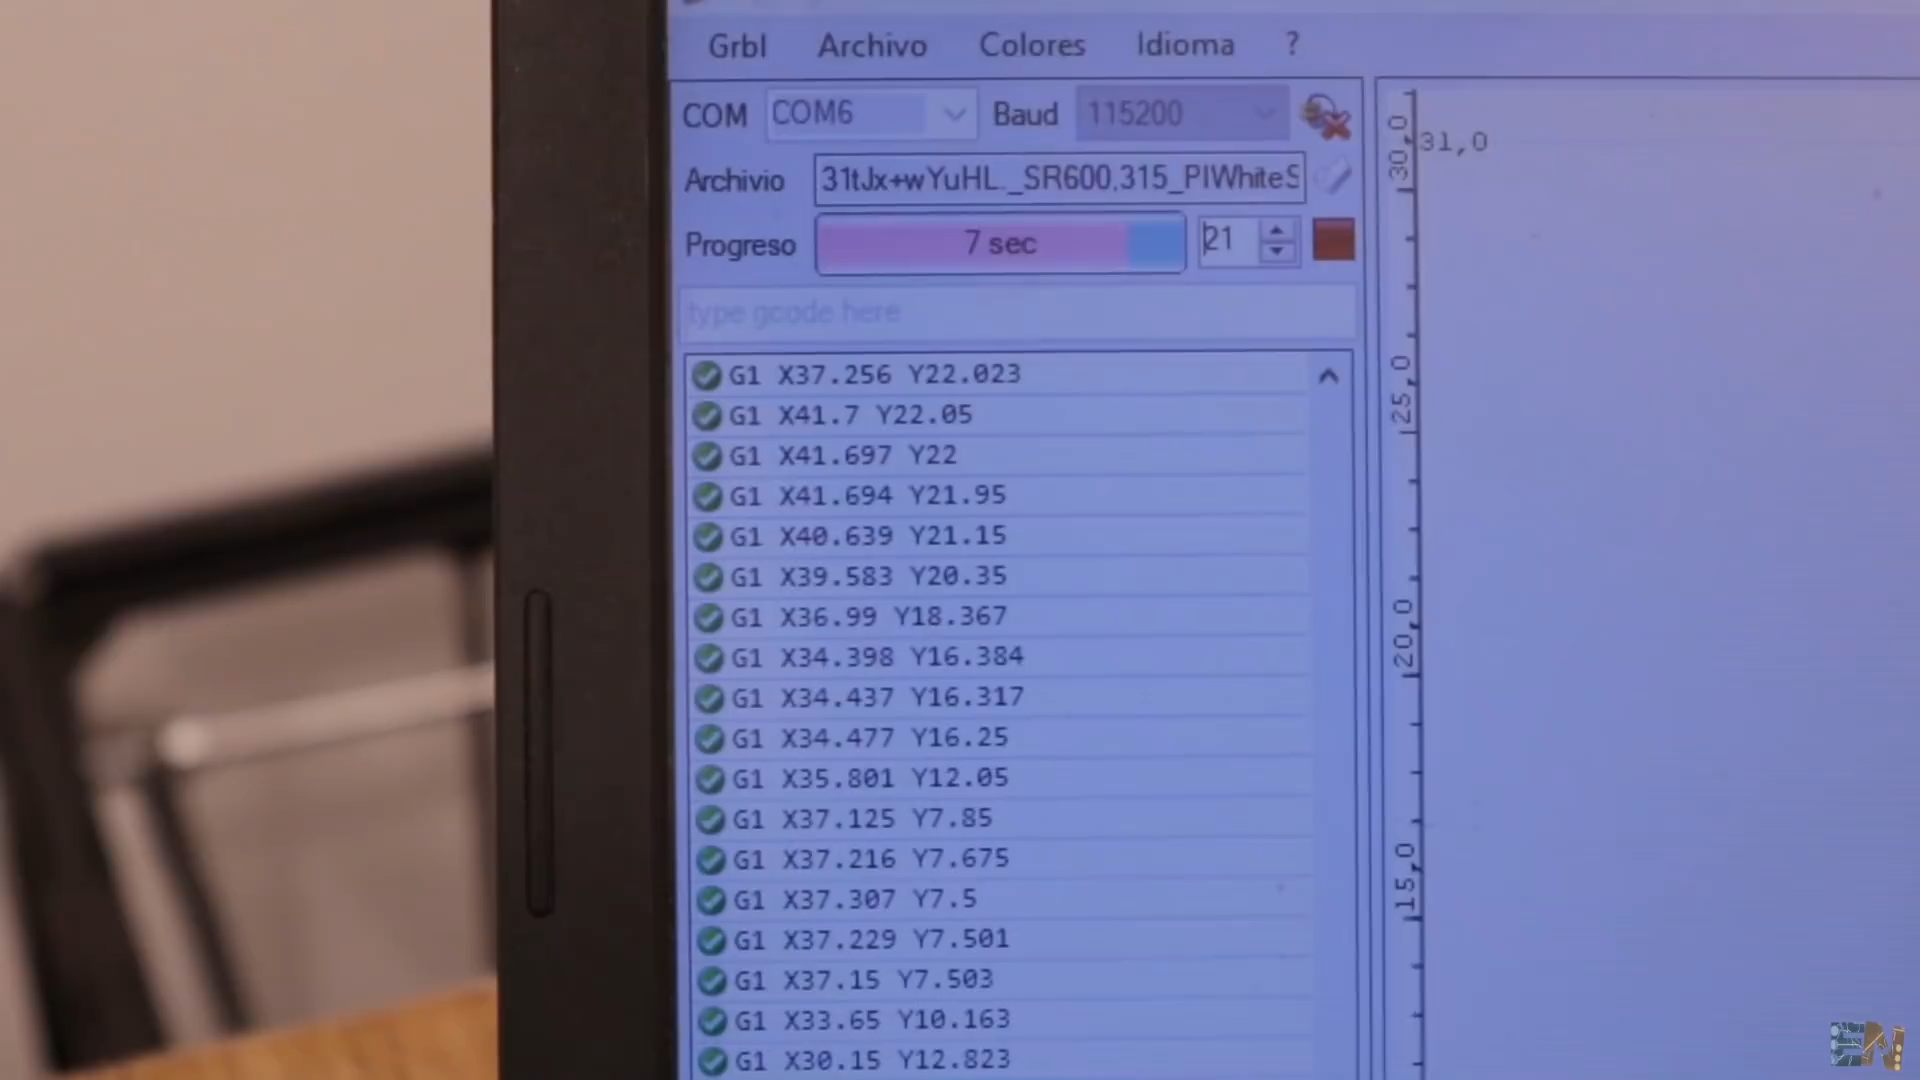 Grbl Archivo Colores Idioma ?
COM COM6 Baud 115200
Archivio 31tJx+wYuHL._SR600,315_PIWhiteS
Progreso 7 sec 21
type gcode here
G1 X37.256 Y22.023
G1 X41.7 Y22.05
G1 X41.697 Y22
G1 X41.694 Y21.95
G1 X40.639 Y21.15
G1 X39.583 Y20.35
G1 X36.99 Y18.367
G1 X34.398 Y16.384
G1 X34.437 Y16.317
G1 X34.477 Y16.25
G1 X35.801 Y12.05
G1 X37.125 Y7.85
G1 X37.216 Y7.675
G1 X37.307 Y7.5
G1 X37.229 Y7.501
G1 X37.15 Y7.503
G1 X33.65 Y10.163
G1 X30.15 Y12.823
31,0
30,0
25,0
20,0
15,0
EN